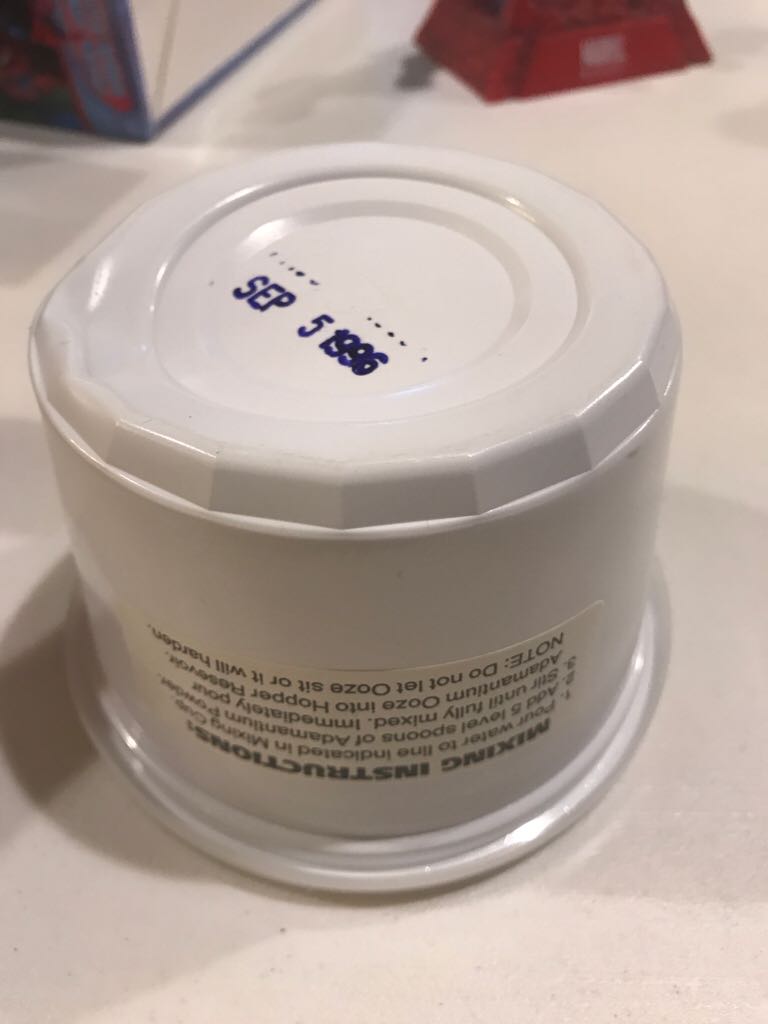 MARVEL
SEP 5 1996
MIXING INSTRUCTIONS:
1. Pour water to line indicated in Mixing Cup.
2. Add 5 level spoons of Adamantium Powder.
3. Stir until fully mixed. Immediately pour
Adamantium Ooze into Hopper Resevoir.
NOTE: Do not let Ooze sit or it will harden.